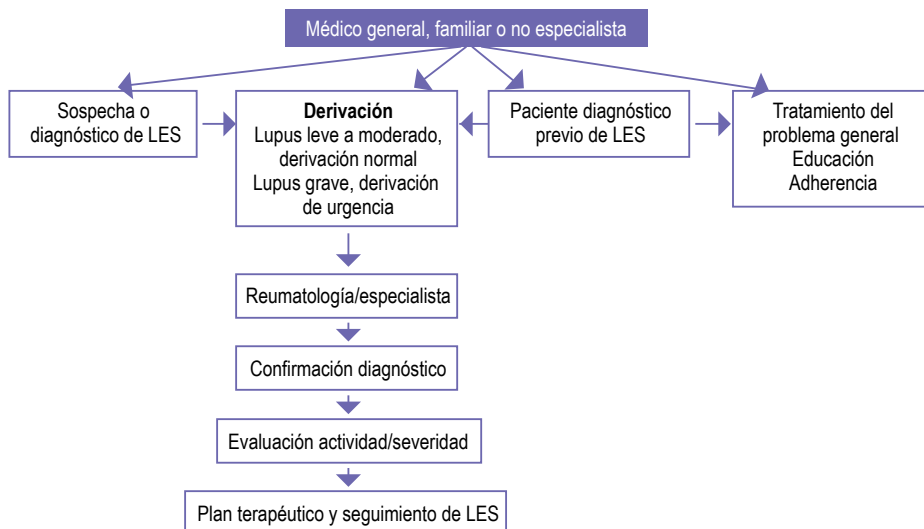 Médico general, familiar o no especialista
Sospecha o
diagnóstico de LES
Derivación
Lupus leve a moderado,
derivación normal
Lupus grave, derivación
de urgencia
Paciente diagnóstico
previo de LES
Tratamiento del
problema general
Educación
Adherencia
Reumatología/especialista
Confirmación diagnóstico
Evaluación actividad/severidad
Plan terapéutico y seguimiento de LES